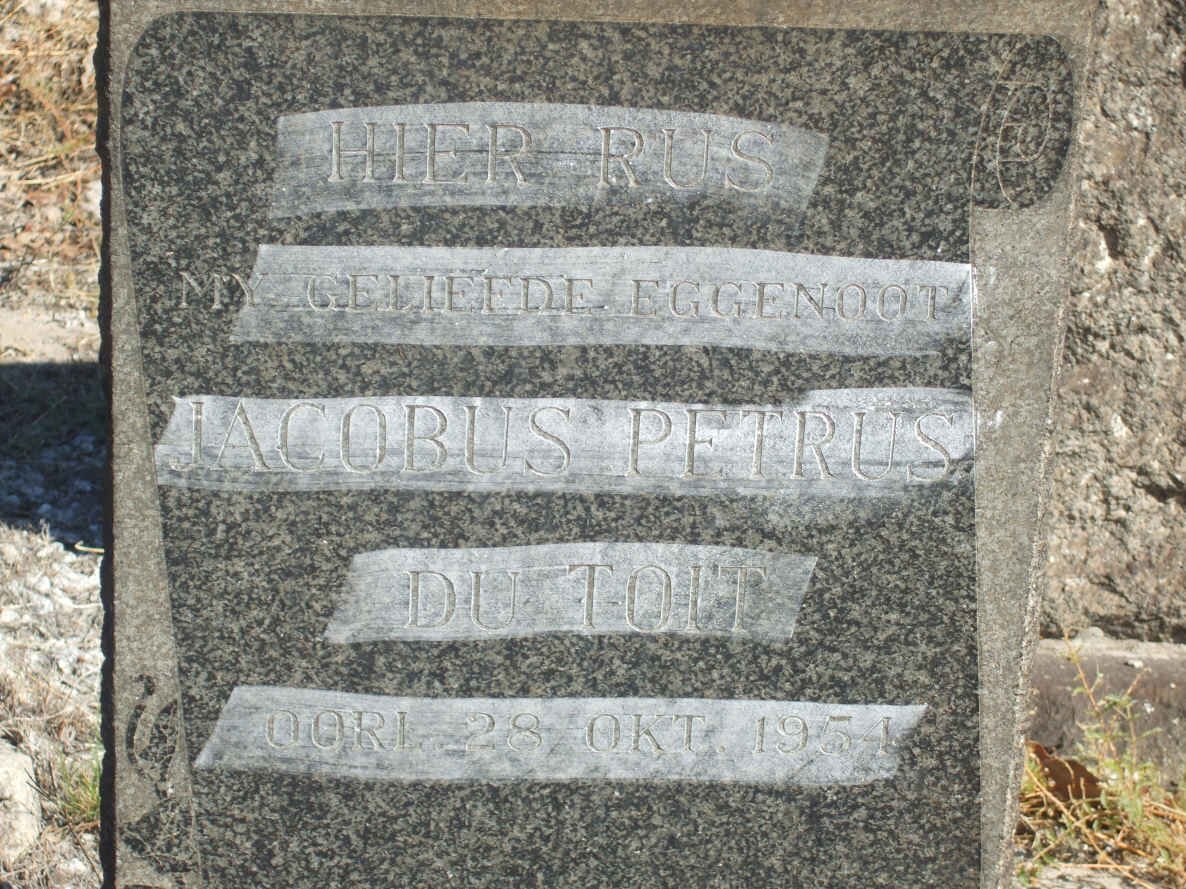 HIER RUS
MY GELIEFDE EGGENOOT
JACOBUS PETRUS
DU TOIT
OORL. 28 OKT. 1954